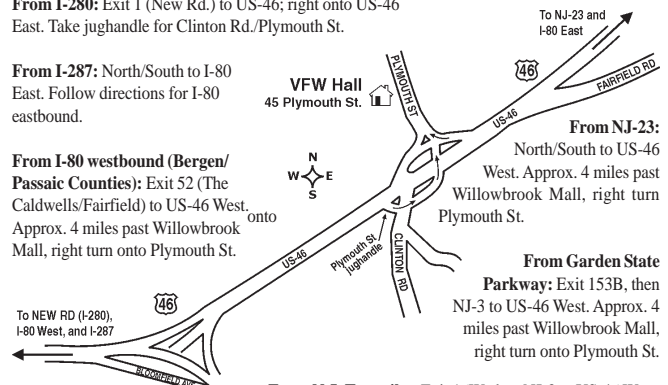 From I-280: Exit 1 (New Rd.) to US-46; right onto US-46
East. Take jughandle for Clinton Rd./Plymouth St.
From I-287: North/South to I-80
East. Follow directions for I-80
eastbound.
From I-80 westbound (Bergen/
Passaic Counties): Exit 52 (The
Caldwells/Fairfield) to US-46 West.
Approx. 4 miles past Willowbrook
Mall, right turn onto Plymouth St.
onto
VFW Hall
45 Plymouth St.
PLYMOUTH ST
N
W E
S
To NJ-23 and
I-80 East
46
FAIRFIELD RD
US-46
From NJ-23:
North/South to US-46
West. Approx. 4 miles past
Willowbrook Mall, right turn
Plymouth St.
US-46
Plymouth St
jughandle
CLINTON RD
From Garden State
Parkway: Exit 153B, then
NJ-3 to US-46 West. Approx. 4
miles past Willowbrook Mall,
right turn onto Plymouth St.
46
To NEW RD (I-280),
I-80 West, and I-287
BLOOMFIELD AVE